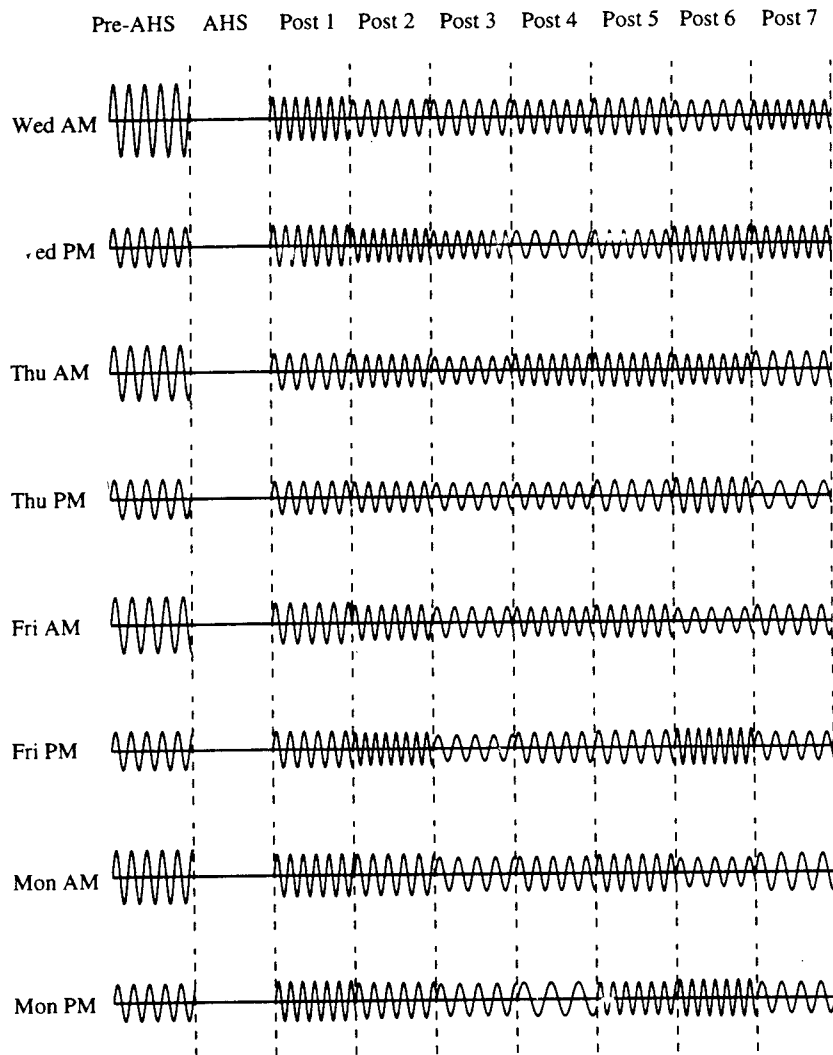 Pre-AHS AHS Post 1 Post 2 Post 3 Post 4 Post 5 Post 6 Post 7
Wed AM
ed PM
Thu AM
Thu PM
Fri AM
Fri PM
Mon AM
Mon PM